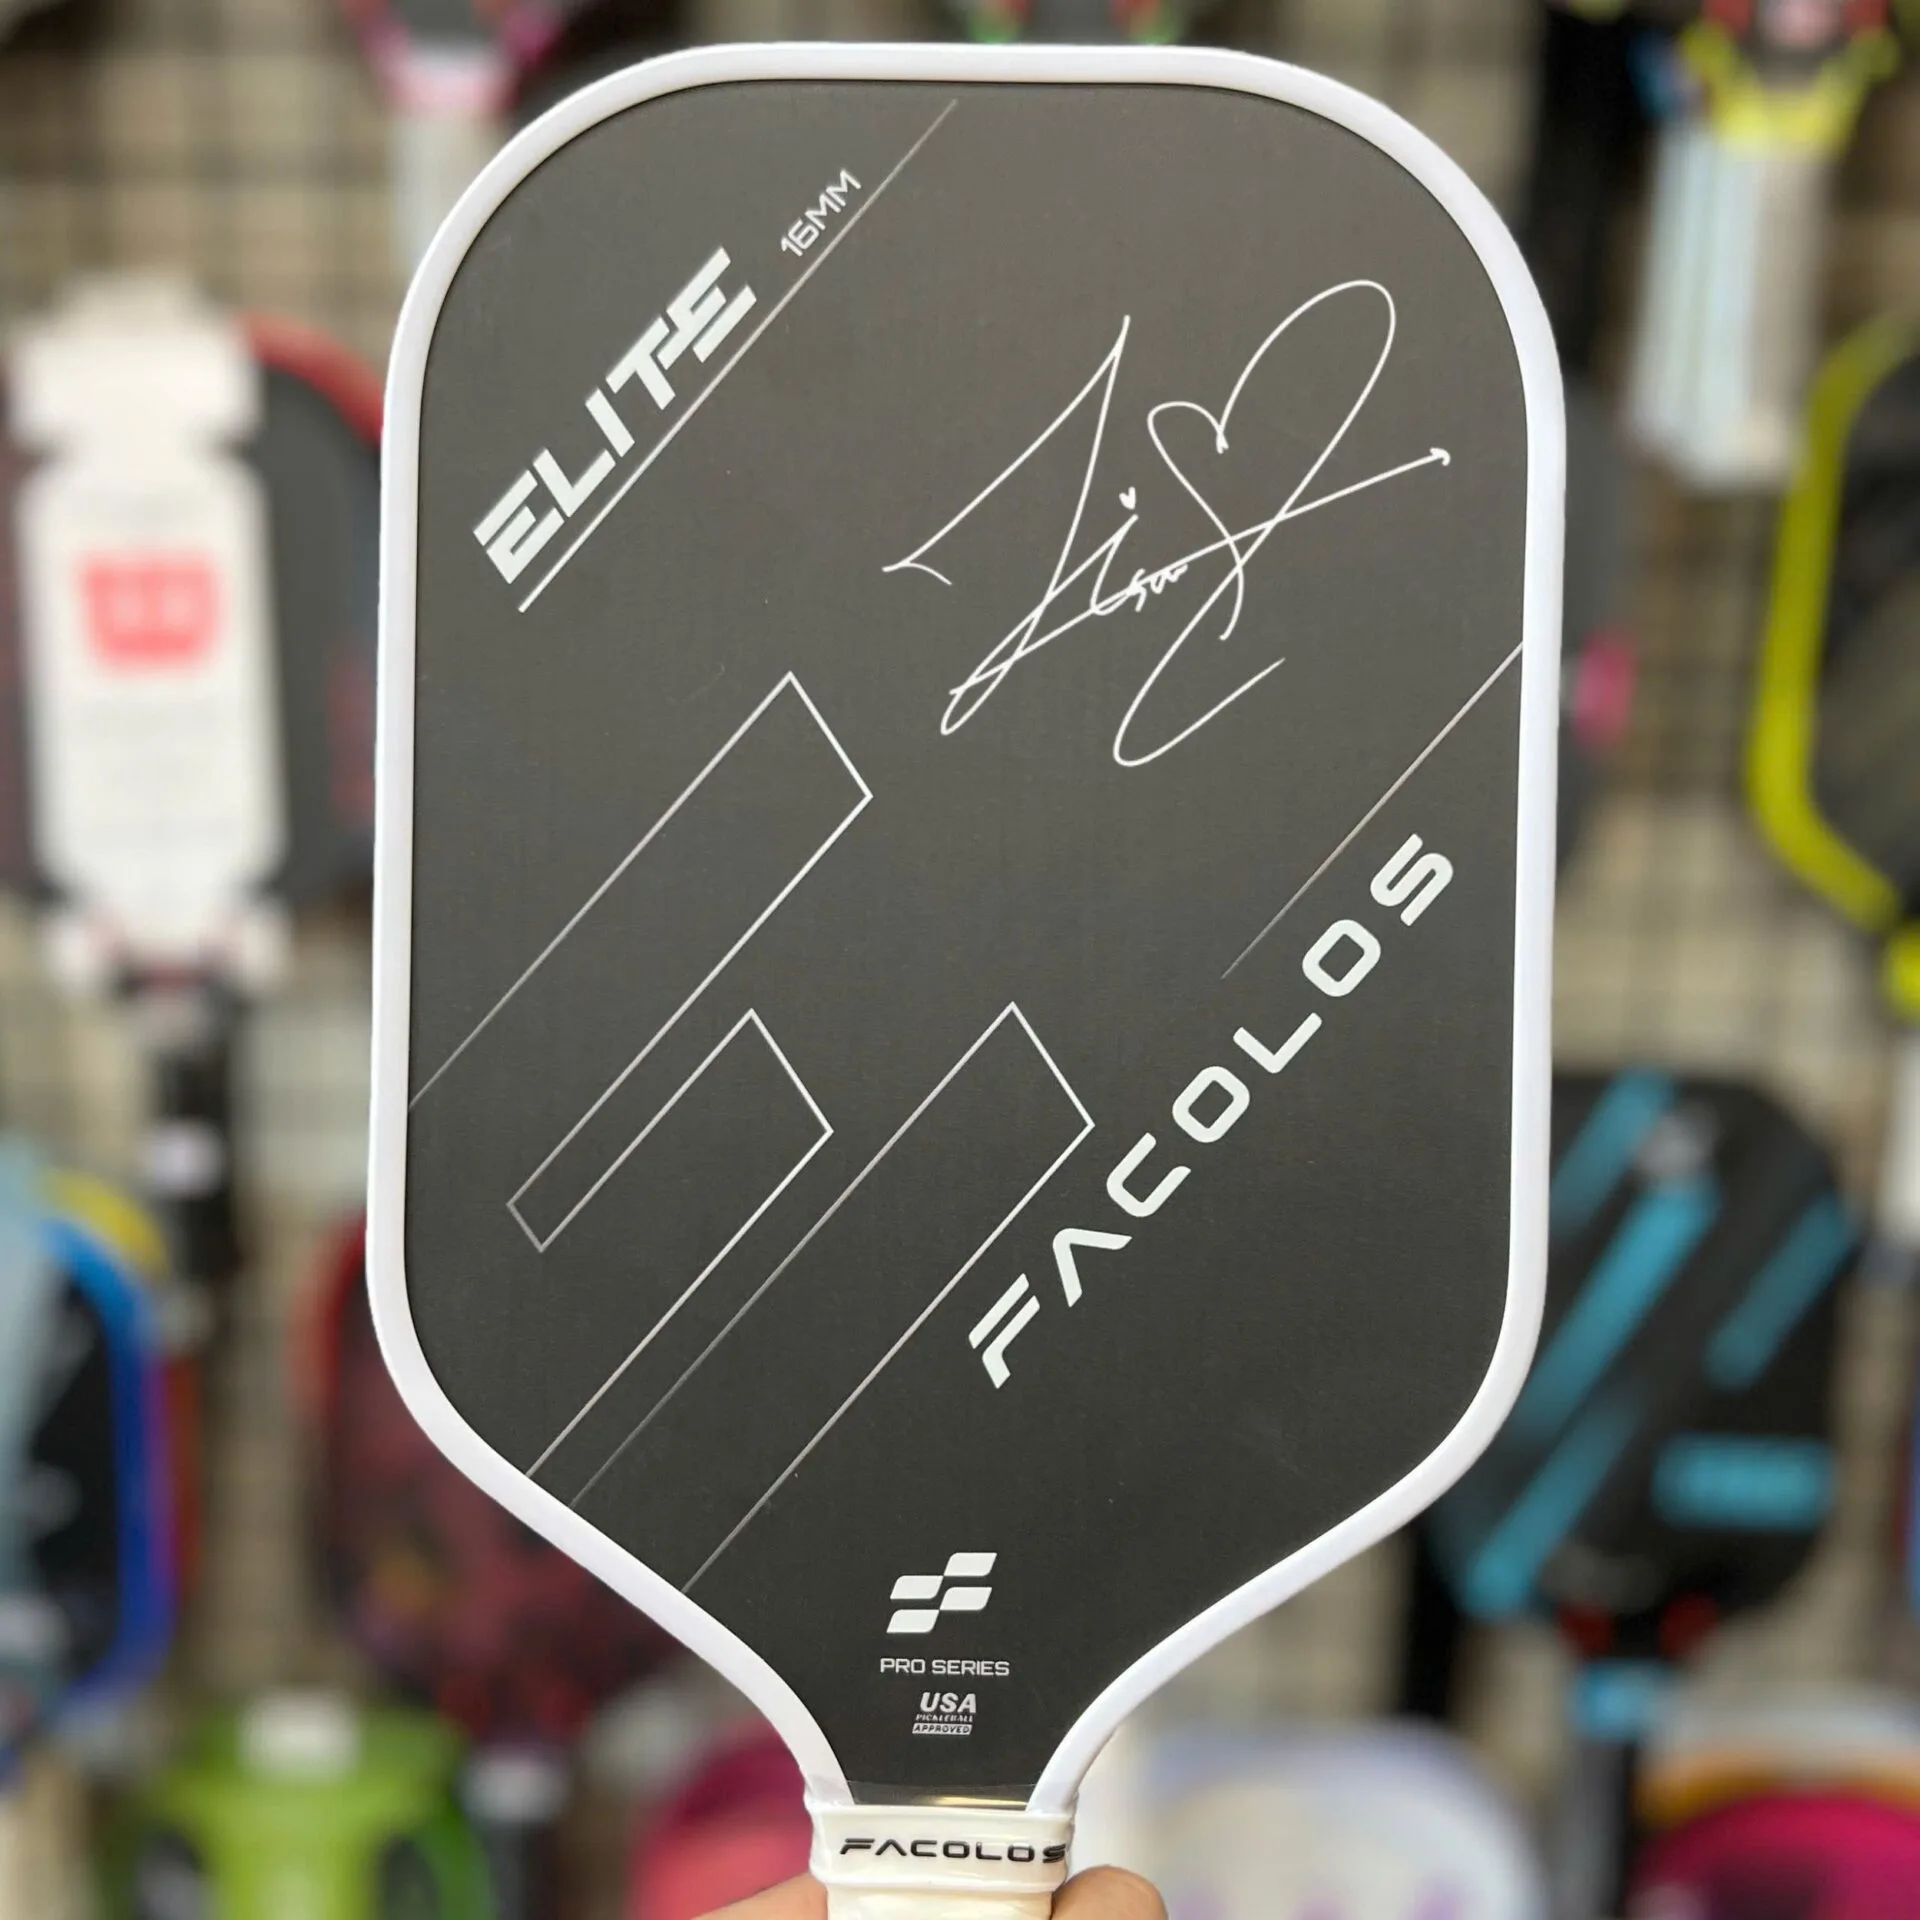 ELITE 16MM
FACOLOS
PRO SERIES
USA
PICKLEBALL
APPROVED
FACOLOS